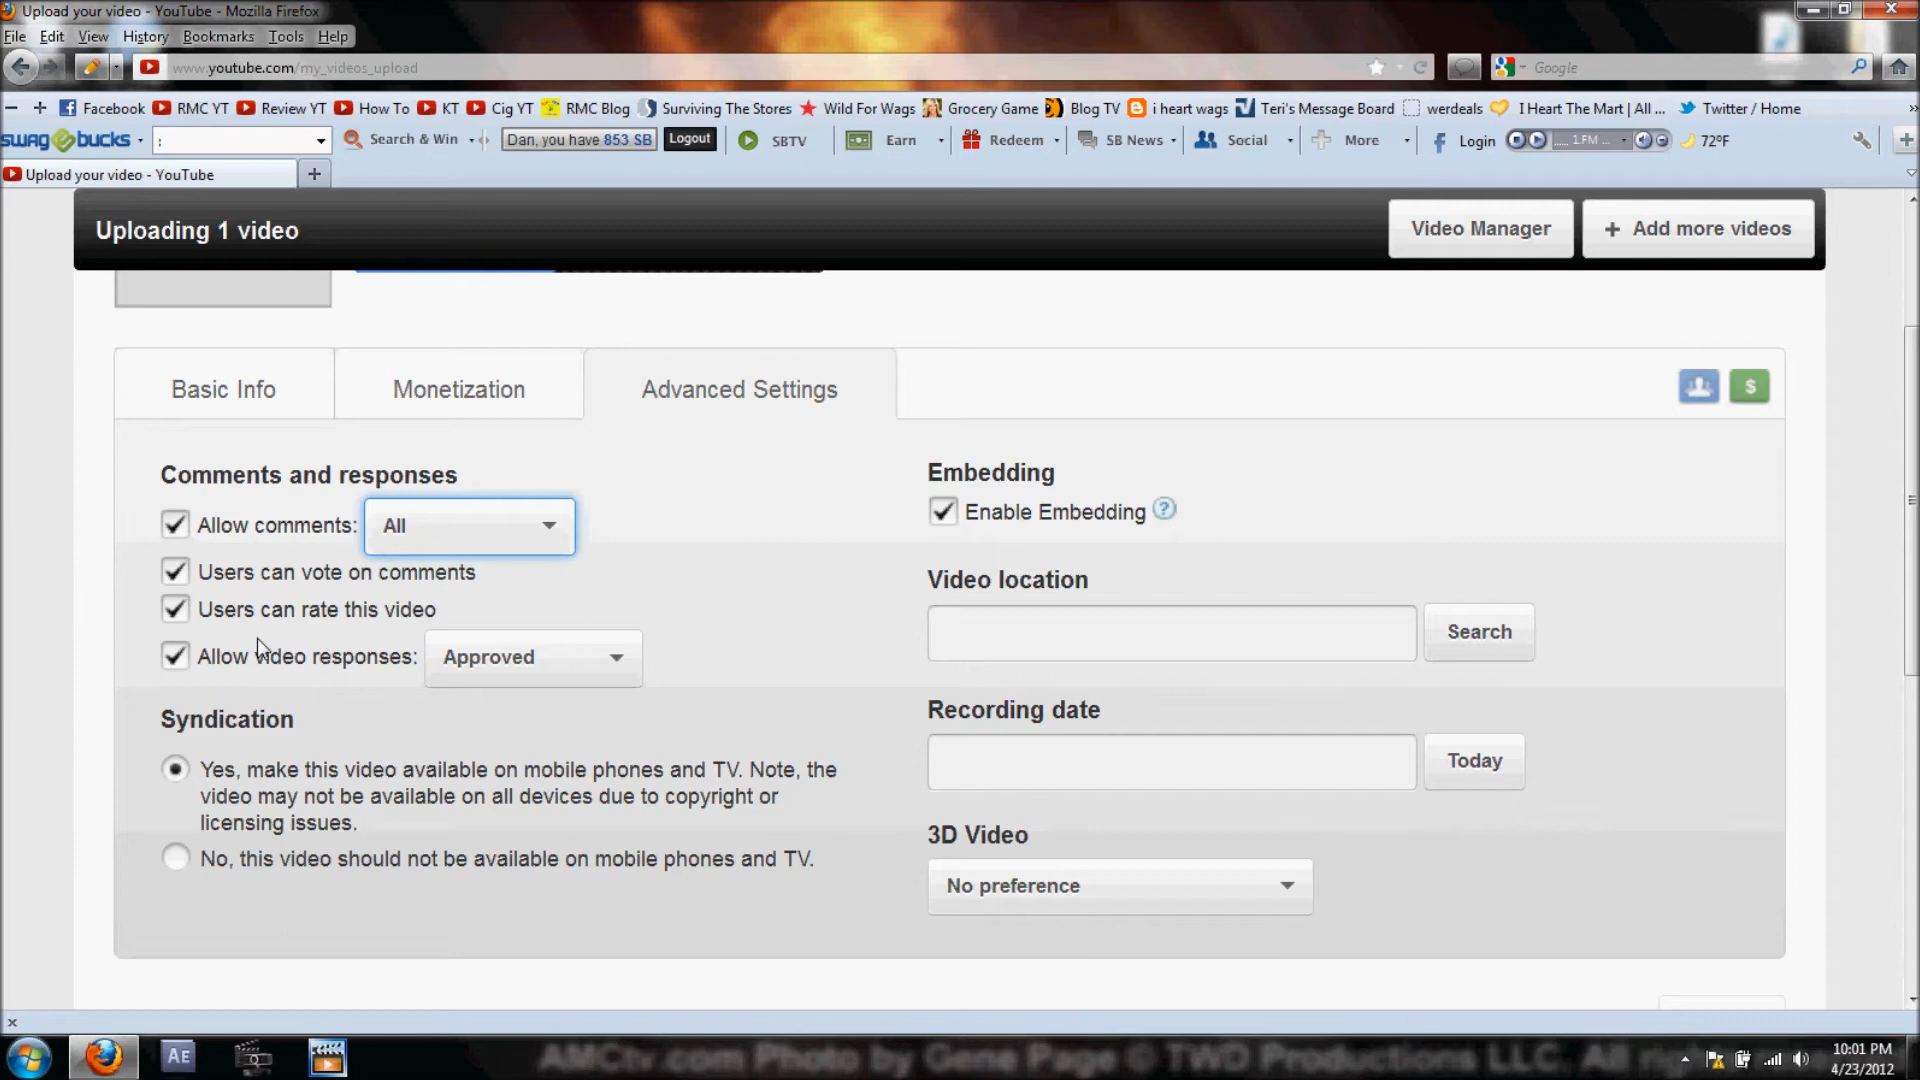 Upload your video - YouTube - Mozilla Firefox
File Edit View History Bookmarks Tools Help
www.youtube.com/my_videos_upload
Google
Facebook RMC YT Review YT How To KT Cig YT RMC Blog Surviving The Stores Wild For Wags Grocery Game Blog TV i heart wags Teri's Message Board werdeals I Heart The Mart | All ... Twitter / Home
swagbucks : Search & Win Dan, you have 853 SB Logout SBTV Earn Redeem SB News Social More Login ..... 1.FM ... 72°F
Upload your video - YouTube
Uploading 1 video
Video Manager
+ Add more videos
Basic Info
Monetization
Advanced Settings
$
Comments and responses
Allow comments: All
Users can vote on comments
Users can rate this video
Allow video responses: Approved
Syndication
Yes, make this video available on mobile phones and TV. Note, the
video may not be available on all devices due to copyright or
licensing issues.
No, this video should not be available on mobile phones and TV.
Embedding
Enable Embedding ?
Video location
Search
Recording date
Today
3D Video
No preference
x
AE
AMCtv.com Photo by Gene Page © TWD Productions LLC. All
10:01 PM
4/23/2012